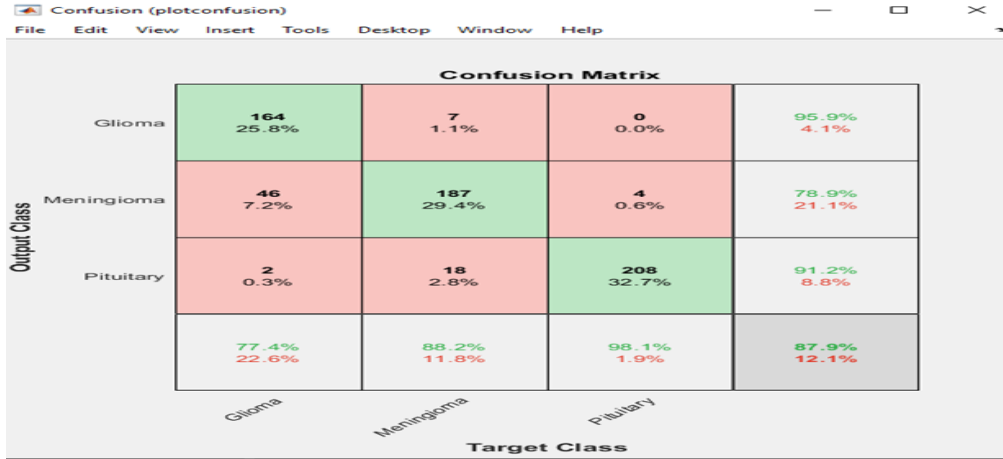 Confusion (plotconfusion)
File Edit View Insert Tools Desktop Window Help
Confusion Matrix
Glioma 164 7 0 95.9%
25.8% 1.1% 0.0% 4.1%
Meningioma 46 187 4 78.9%
7.2% 29.4% 0.6% 21.1%
Pituitary 2 18 208 91.2%
0.3% 2.8% 32.7% 8.8%
77.4% 88.2% 98.1% 87.9%
22.6% 11.8% 1.9% 12.1%
Output Class
Glioma Meningioma Pituitary
Target Class